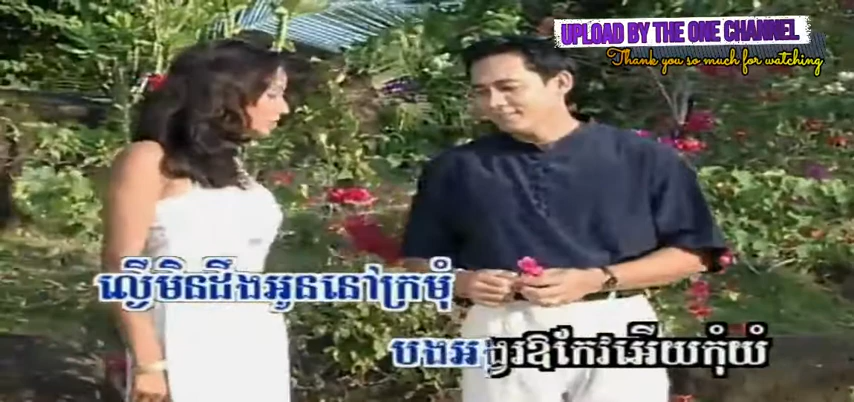 UPLOAD BY THE ONE CHANNEL
Thank you so much for watching
ល្ងើមិនដឹងអូននៅក្រមុំ
បងអង្វរឱកែវអើយកុំយំ